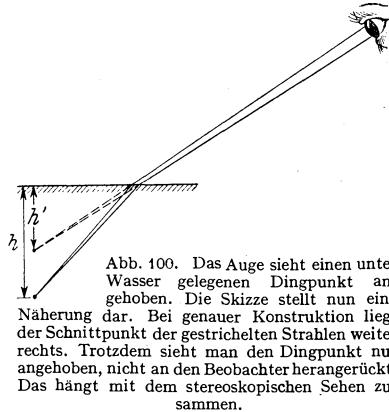 h'
h
Abb. 100. Das Auge sieht einen unte
Wasser gelegenen Dingpunkt an
gehoben. Die Skizze stellt nun ein
Näherung dar. Bei genauer Konstruktion lieg
der Schnittpunkt der gestrichelten Strahlen weite
rechts. Trotzdem sieht man den Dingpunkt nu
angehoben, nicht an den Beobachter herangerückt
Das hängt mit dem stereoskopischen Sehen zu
sammen.